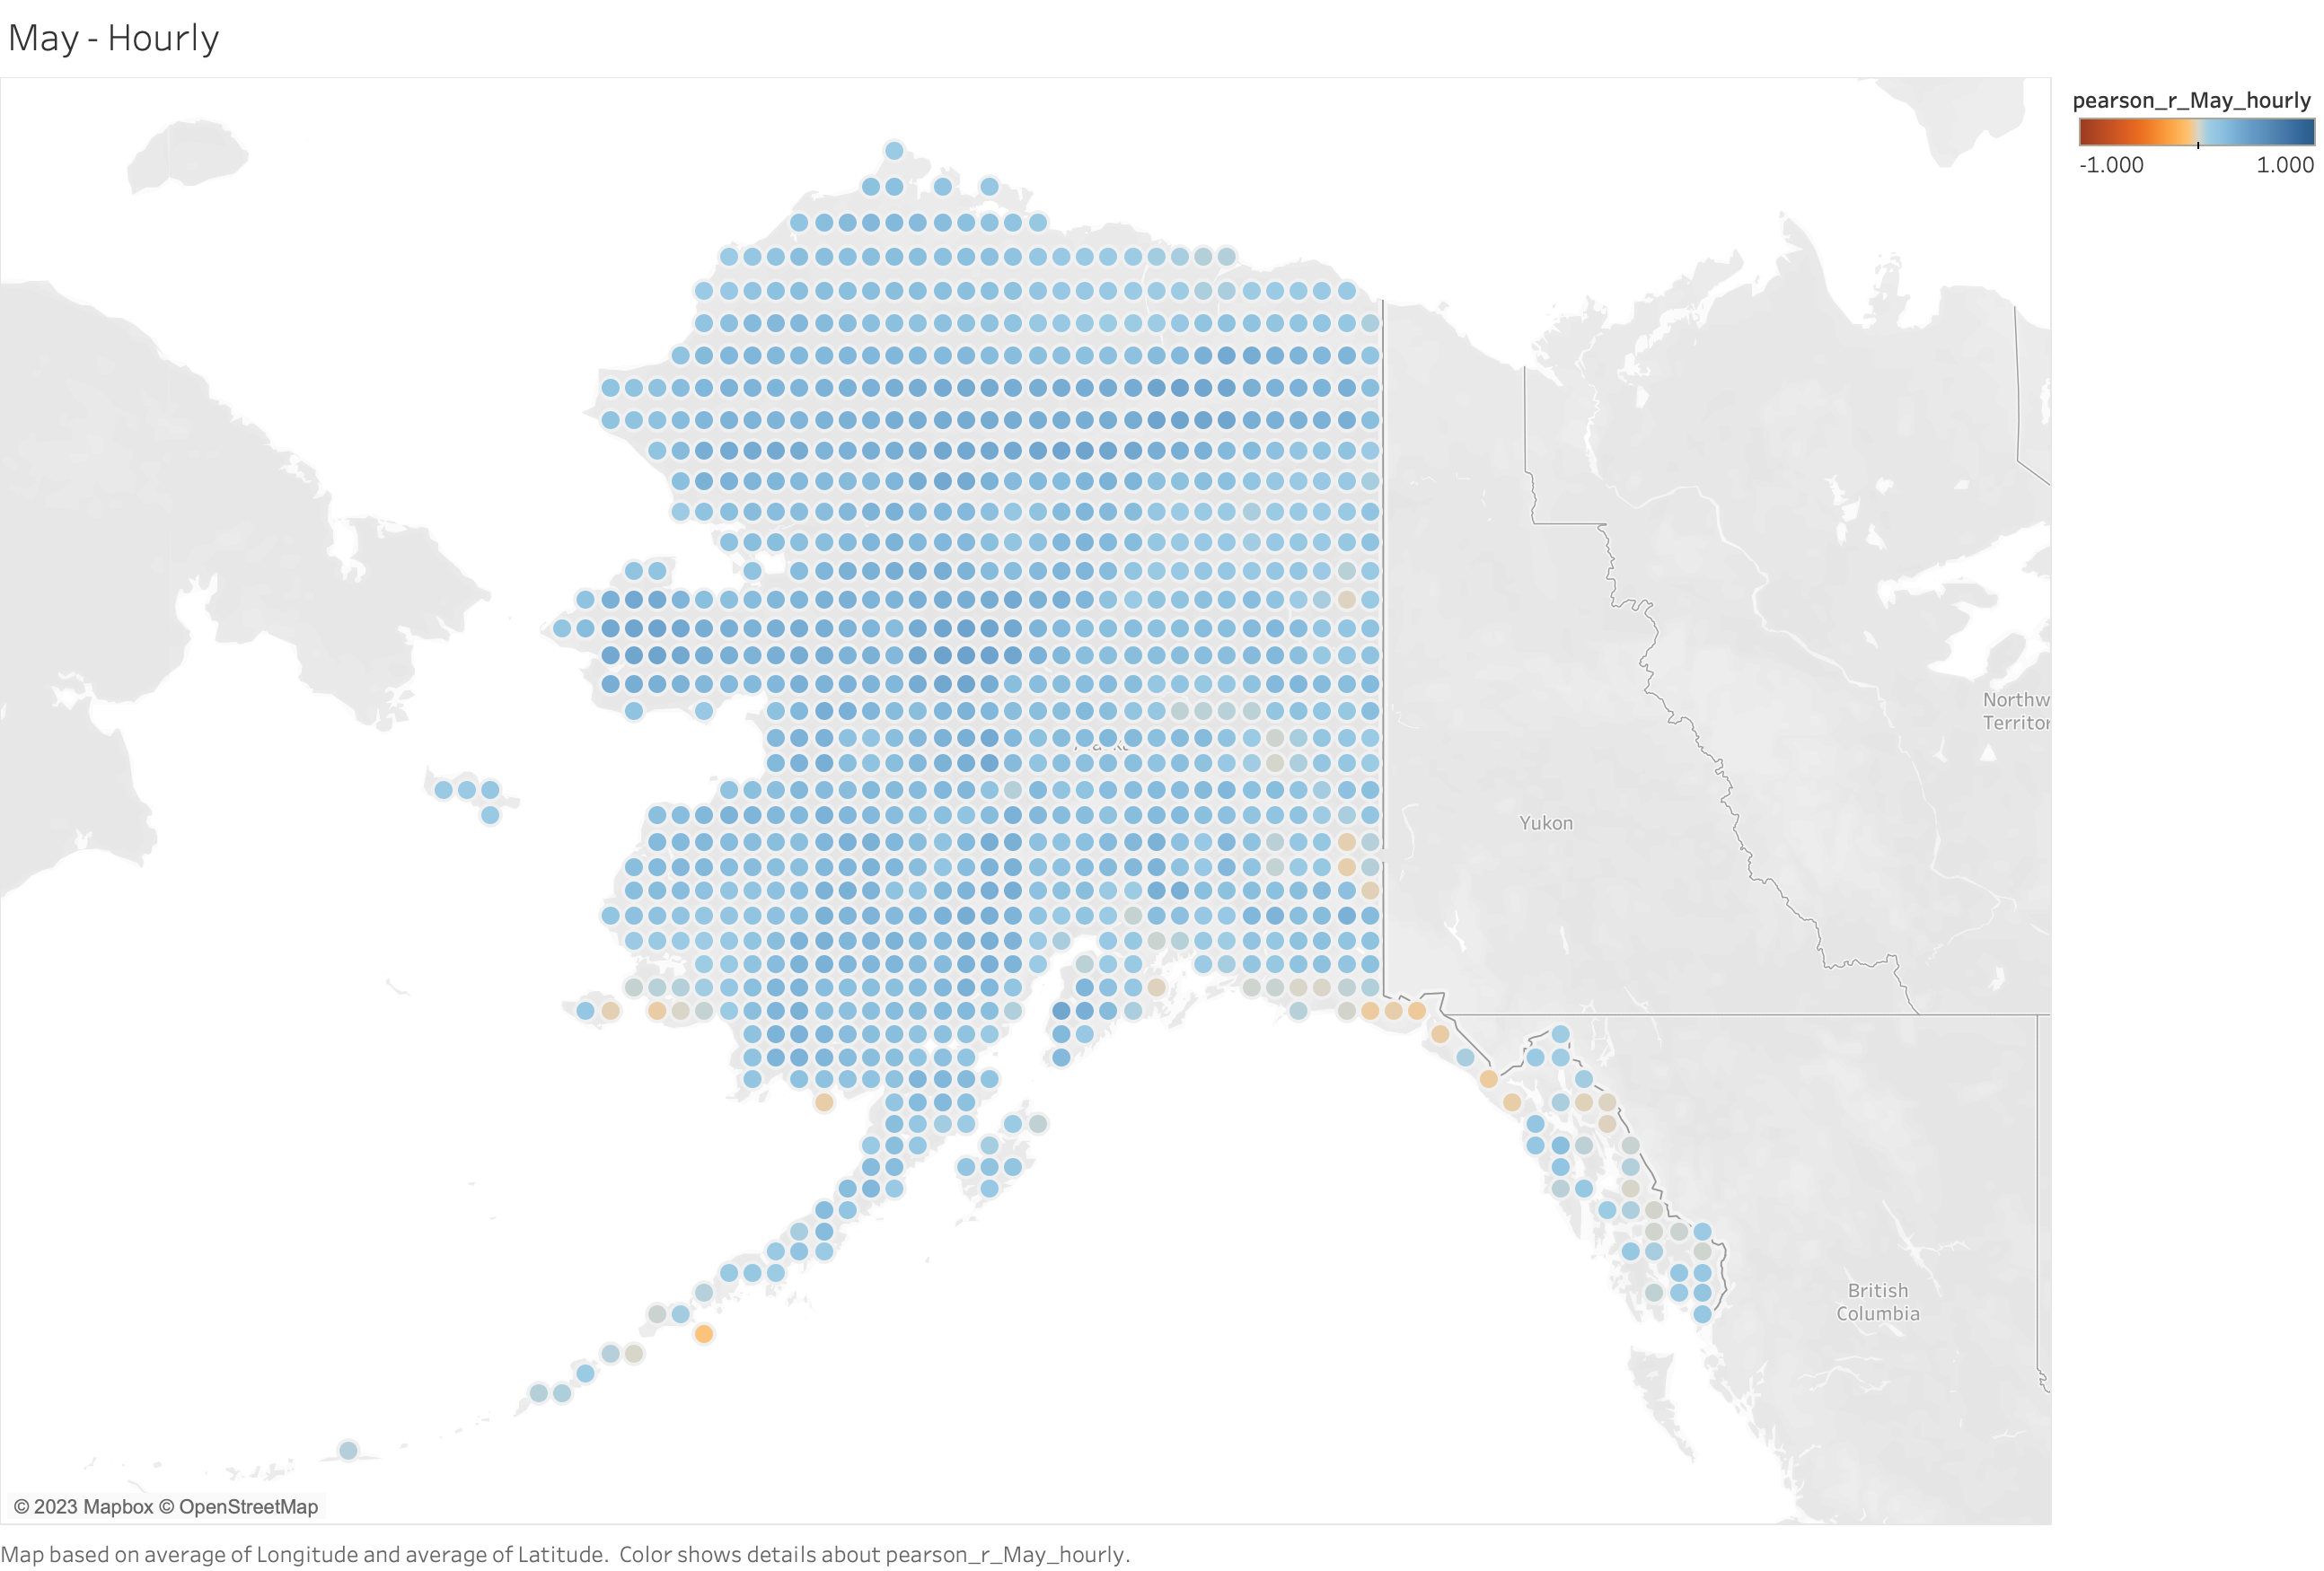 May - Hourly
pearson_r_May_hourly
-1.000
1.000
Northw
Territor
Yukon
British
Columbia
© 2023 Mapbox © OpenStreetMap
Map based on average of Longitude and average of Latitude. Color shows details about pearson_r_May_hourly.